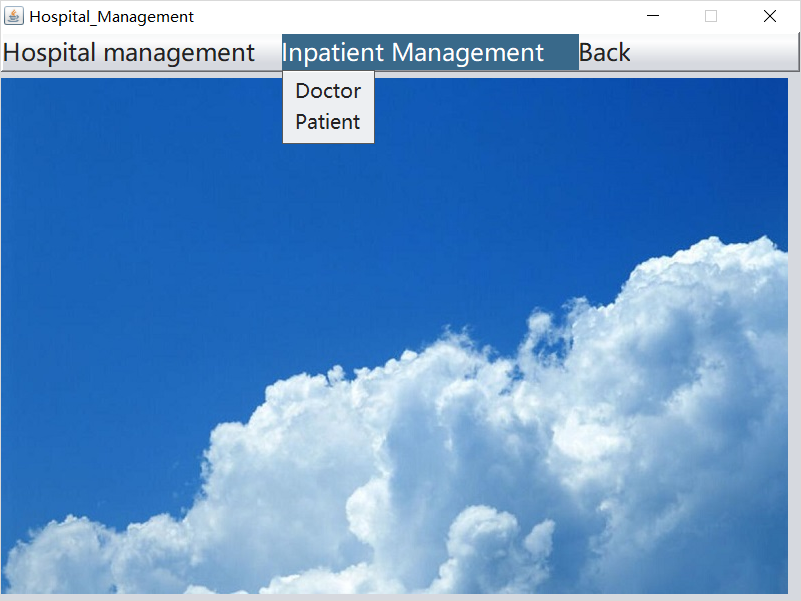 Hospital_Management
Hospital management Inpatient Management Back
Doctor
Patient